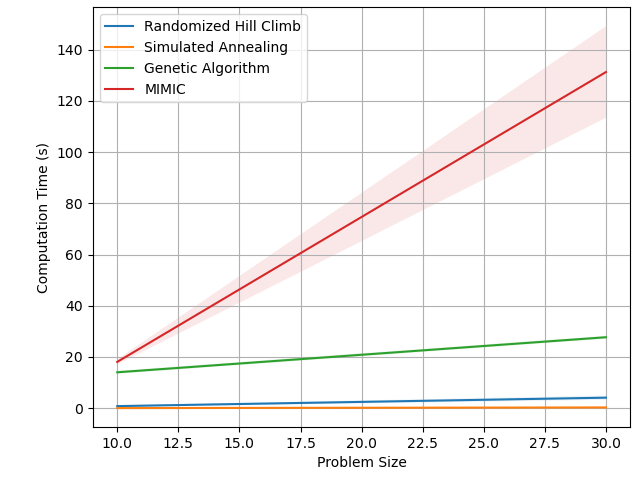 Randomized Hill Climb
Simulated Annealing
Genetic Algorithm
MIMIC
Computation Time (s)
140
120
100
80
60
40
20
0
10.0 12.5 15.0 17.5 20.0 22.5 25.0 27.5 30.0
Problem Size